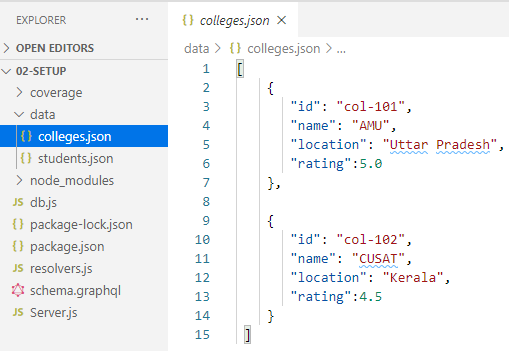 EXPLORER ...
OPEN EDITORS
02-SETUP
coverage
data
{} colleges.json
{} students.json
node_modules
JS db.js
{} package-lock.json
{} package.json
JS resolvers.js
schema.graphql
JS Server.js
{} colleges.json ×
data > {} colleges.json > ...
1 [
2 {
3 "id": "col-101",
4 "name": "AMU",
5 "location": "Uttar Pradesh",
6 "rating":5.0
7 },
8
9 {
10 "id": "col-102",
11 "name": "CUSAT",
12 "location": "Kerala",
13 "rating":4.5
14 }
15 ]